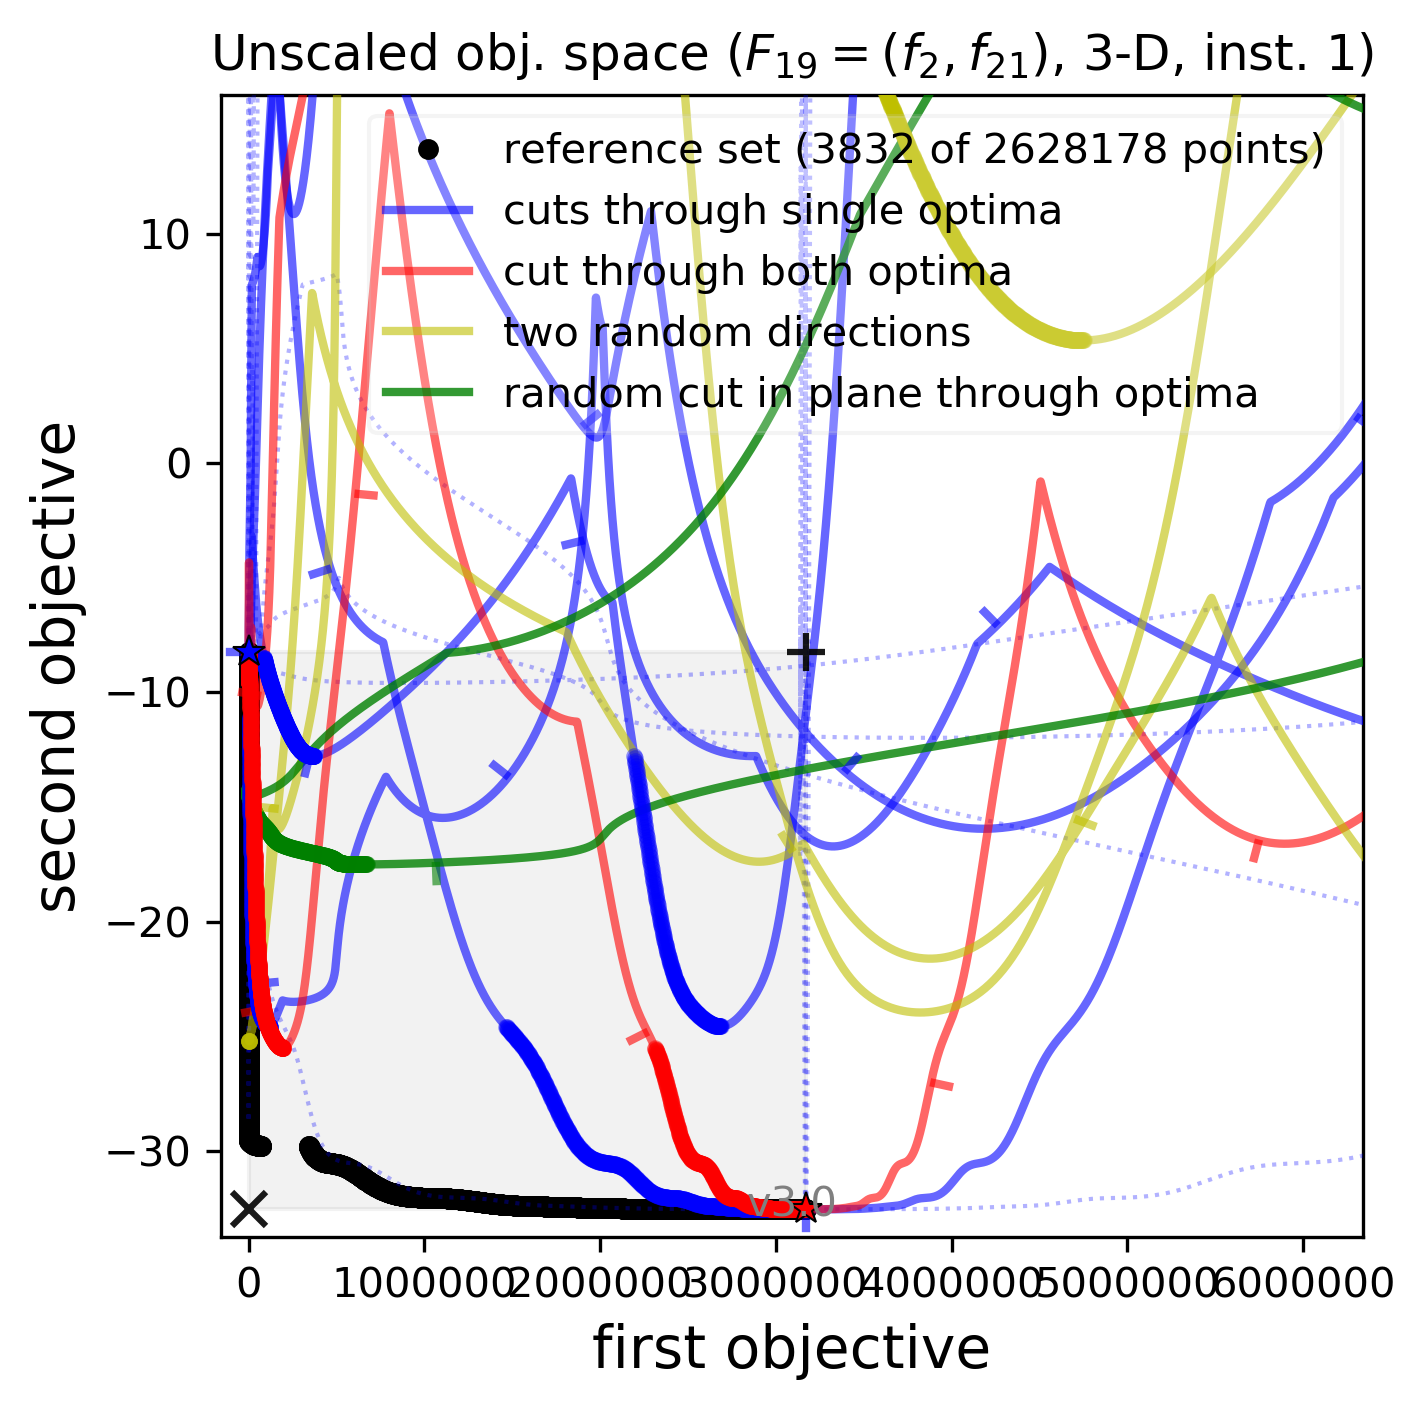 Unscaled obj. space (F₁₉ = (f₂, f₂₁), 3-D, inst. 1)
reference set (3832 of 2628178 points)
cuts through single optima
cut through both optima
two random directions
random cut in plane through optima
10
0
−10
−20
−30
second objective
v3.0
0 1000000 2000000 3000000 4000000 5000000 6000000
first objective